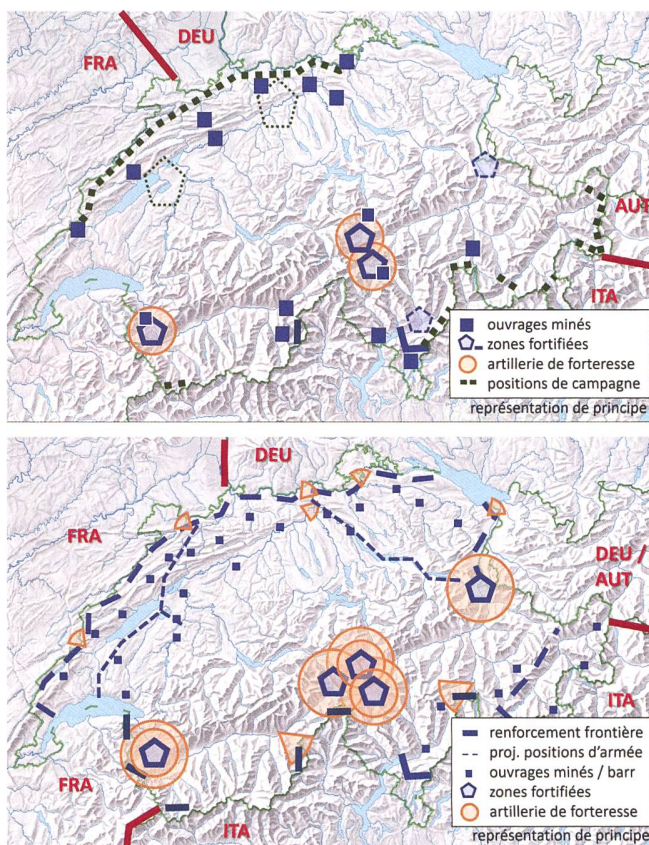 DEU
FRA
AUT
ITA
ouvrages minés
zones fortifiées
artillerie de forteresse
positions de campagne
représentation de principe
DEU
FRA
DEU /
AUT
ITA
FRA
ITA
renforcement frontière
proj. positions d'armée
ouvrages minés / barr
zones fortifiées
artillerie de forteresse
représentation de principe